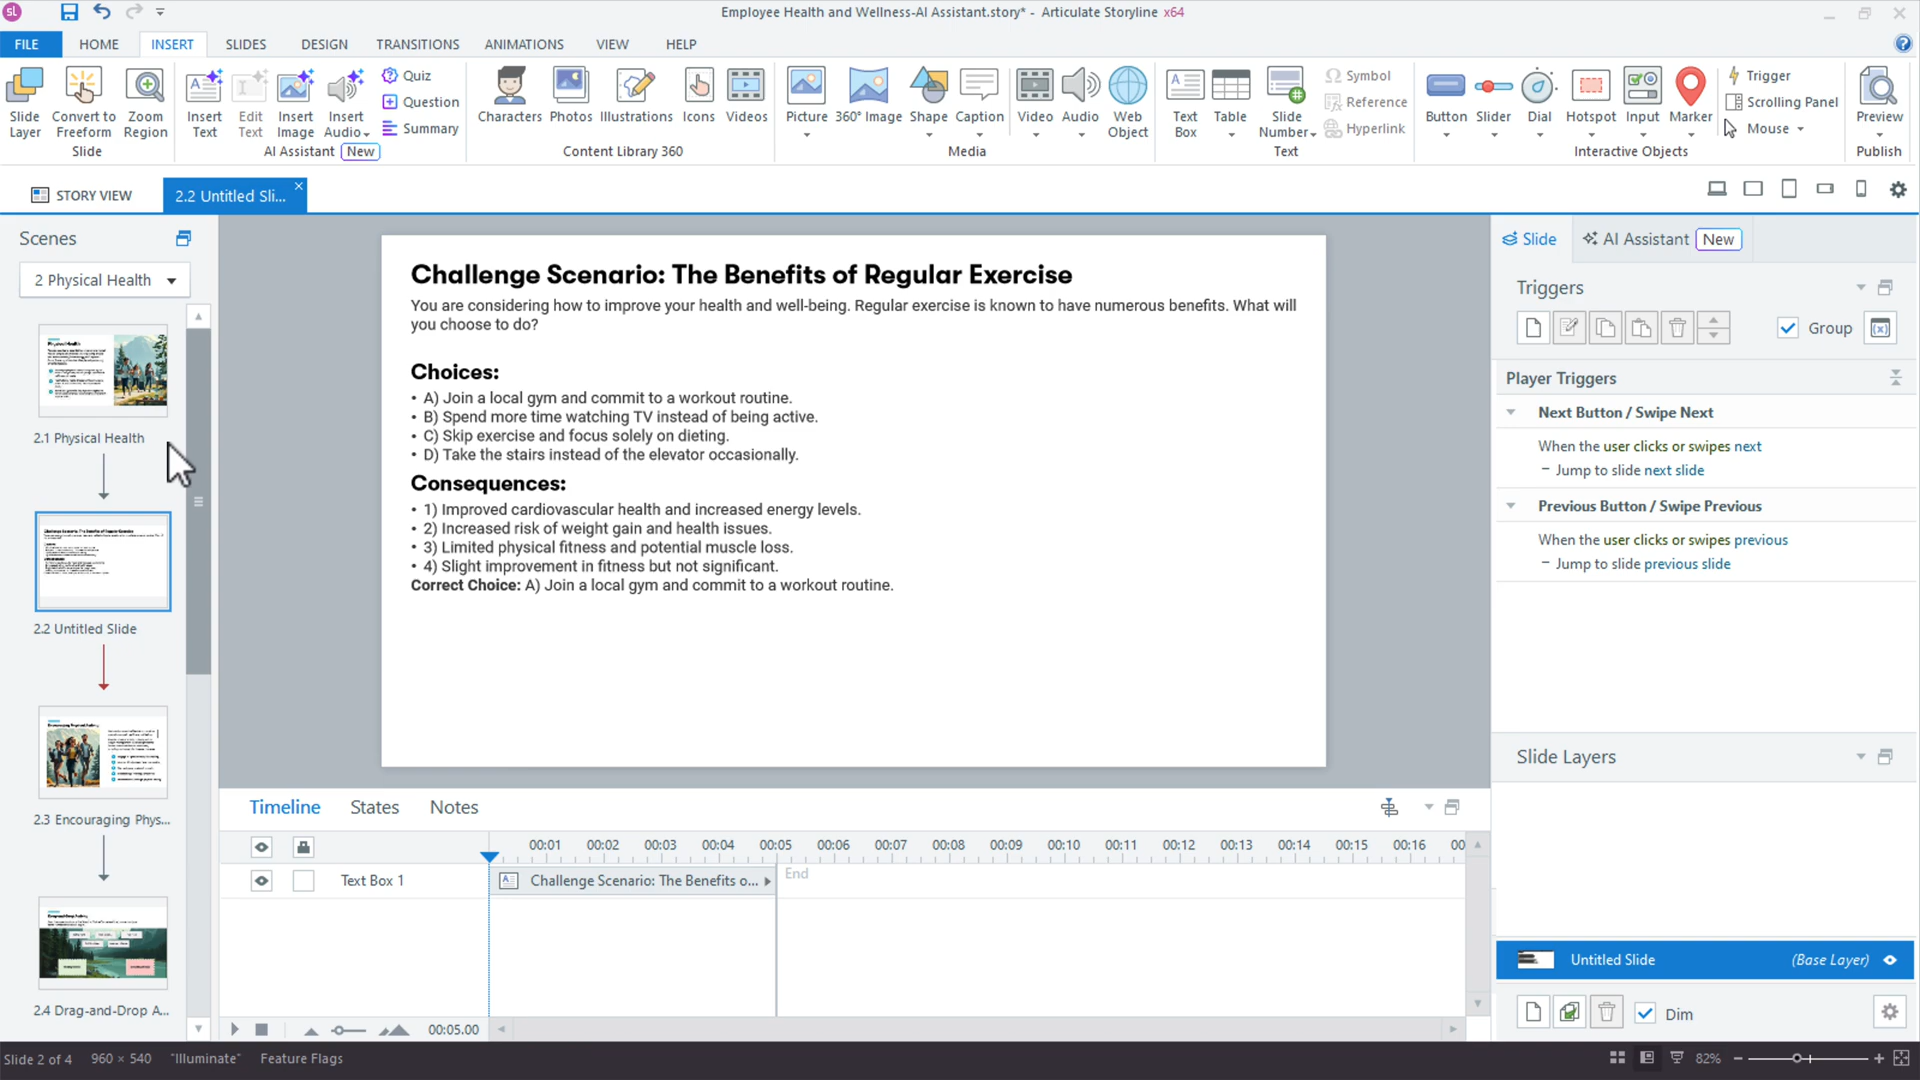 sl
Employee Health and Wellness-AI Assistant.story* - Articulate Storyline x64
FILE
HOME
INSERT
SLIDES
DESIGN
TRANSITIONS
ANIMATIONS
VIEW
HELP
?
Slide Layer
Convert to Freeform
Zoom Region
Slide
Insert Text
Edit Text
Insert Image
Insert Audio
Quiz
Question
Summary
AI Assistant New
Characters
Photos
Illustrations
Icons
Videos
Content Library 360
Picture
360° Image
Shape
Caption
Video
Audio
Web Object
Media
Text Box
Table
Slide Number
Symbol
Reference
Hyperlink
Text
Button
Slider
Dial
Hotspot
Input
Marker
Interactive Objects
Trigger
Scrolling Panel
Mouse
Preview
Publish
STORY VIEW
2.2 Untitled Sli...
Scenes
2 Physical Health
Physical Health
2.1 Physical Health
2.2 Untitled Slide
2.3 Encouraging Phys...
2.4 Drag-and-Drop A...
Challenge Scenario: The Benefits of Regular Exercise
You are considering how to improve your health and well-being. Regular exercise is known to have numerous benefits. What will
you choose to do?
Choices:
• A) Join a local gym and commit to a workout routine.
• B) Spend more time watching TV instead of being active.
• C) Skip exercise and focus solely on dieting.
• D) Take the stairs instead of the elevator occasionally.
Consequences:
• 1) Improved cardiovascular health and increased energy levels.
• 2) Increased risk of weight gain and health issues.
• 3) Limited physical fitness and potential muscle loss.
• 4) Slight improvement in fitness but not significant.
Correct Choice: A) Join a local gym and commit to a workout routine.
Timeline
States
Notes
00:01 00:02 00:03 00:04 00:05 00:06 00:07 00:08 00:09 00:10 00:11 00:12 00:13 00:14 00:15 00:16 00
Text Box 1
Challenge Scenario: The Benefits o...
End
00:05.00
Slide
AI Assistant New
Triggers
Group
(x)
Player Triggers
Next Button / Swipe Next
When the user clicks or swipes next
– Jump to slide next slide
Previous Button / Swipe Previous
When the user clicks or swipes previous
– Jump to slide previous slide
Slide Layers
Untitled Slide
(Base Layer)
Dim
Slide 2 of 4
960 × 540
"Illuminate"
Feature Flags
82%